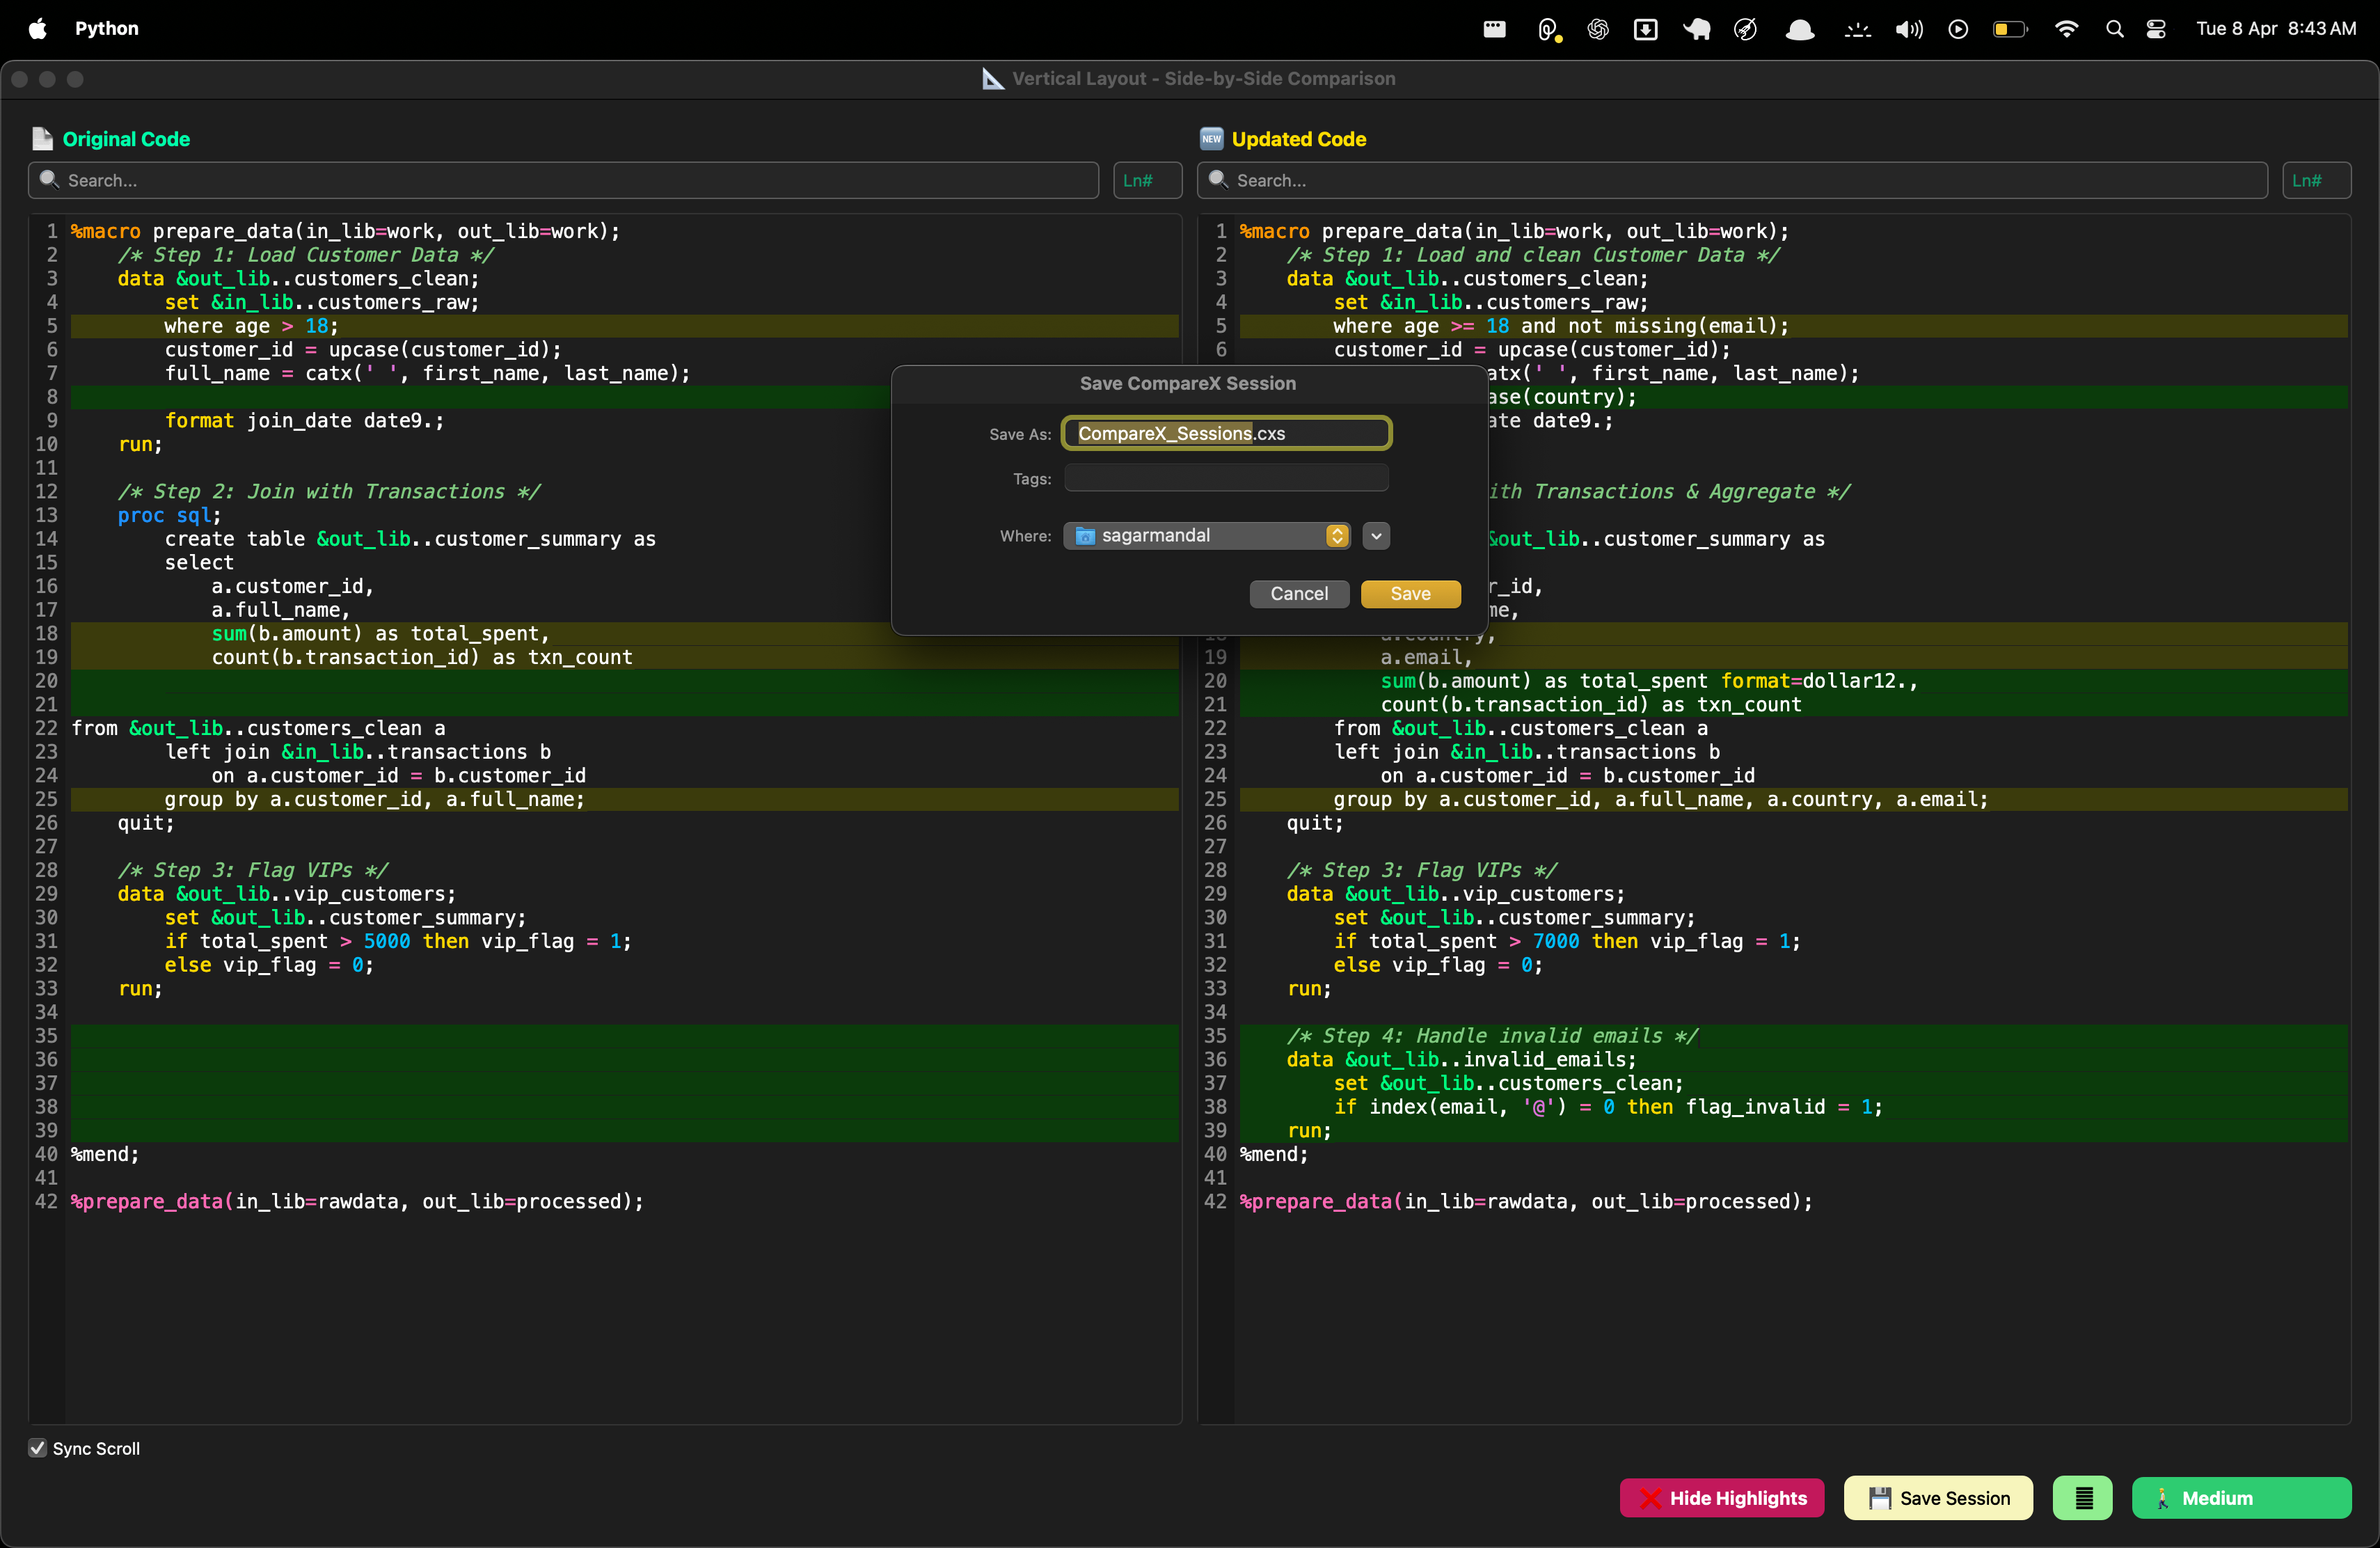 Python
Tue 8 Apr 8:43 AM
Vertical Layout - Side-by-Side Comparison
Original Code
Search...
Ln#
1 %macro prepare_data(in_lib=work, out_lib=work);
2 /* Step 1: Load Customer Data */
3 data &out_lib..customers_clean;
4 set &in_lib..customers_raw;
5 where age > 18;
6 customer_id = upcase(customer_id);
7 full_name = catx(' ', first_name, last_name);
8
9 format join_date date9.;
10 run;
11
12 /* Step 2: Join with Transactions */
13 proc sql;
14 create table &out_lib..customer_summary as
15 select
16 a.customer_id,
17 a.full_name,
18 sum(b.amount) as total_spent,
19 count(b.transaction_id) as txn_count
20
21
22 from &out_lib..customers_clean a
23 left join &in_lib..transactions b
24 on a.customer_id = b.customer_id
25 group by a.customer_id, a.full_name;
26 quit;
27
28 /* Step 3: Flag VIPs */
29 data &out_lib..vip_customers;
30 set &out_lib..customer_summary;
31 if total_spent > 5000 then vip_flag = 1;
32 else vip_flag = 0;
33 run;
34
35
36
37
38
39
40 %mend;
41
42 %prepare_data(in_lib=rawdata, out_lib=processed);
NEW Updated Code
Search...
Ln#
1 %macro prepare_data(in_lib=work, out_lib=work);
2 /* Step 1: Load and clean Customer Data */
3 data &out_lib..customers_clean;
4 set &in_lib..customers_raw;
5 where age >= 18 and not missing(email);
6 customer_id = upcase(customer_id);
atx(' ', first_name, last_name);
ase(country);
ate date9.;
ith Transactions & Aggregate */
&out_lib..customer_summary as
r_id,
me,
a.country,
19 a.email,
20 sum(b.amount) as total_spent format=dollar12.,
21 count(b.transaction_id) as txn_count
22 from &out_lib..customers_clean a
23 left join &in_lib..transactions b
24 on a.customer_id = b.customer_id
25 group by a.customer_id, a.full_name, a.country, a.email;
26 quit;
27
28 /* Step 3: Flag VIPs */
29 data &out_lib..vip_customers;
30 set &out_lib..customer_summary;
31 if total_spent > 7000 then vip_flag = 1;
32 else vip_flag = 0;
33 run;
34
35 /* Step 4: Handle invalid emails */
36 data &out_lib..invalid_emails;
37 set &out_lib..customers_clean;
38 if index(email, '@') = 0 then flag_invalid = 1;
39 run;
40 %mend;
41
42 %prepare_data(in_lib=rawdata, out_lib=processed);
Save CompareX Session
Save As: CompareX_Sessions.cxs
Tags:
Where: sagarmandal
Cancel
Save
Sync Scroll
Hide Highlights
Save Session
Medium